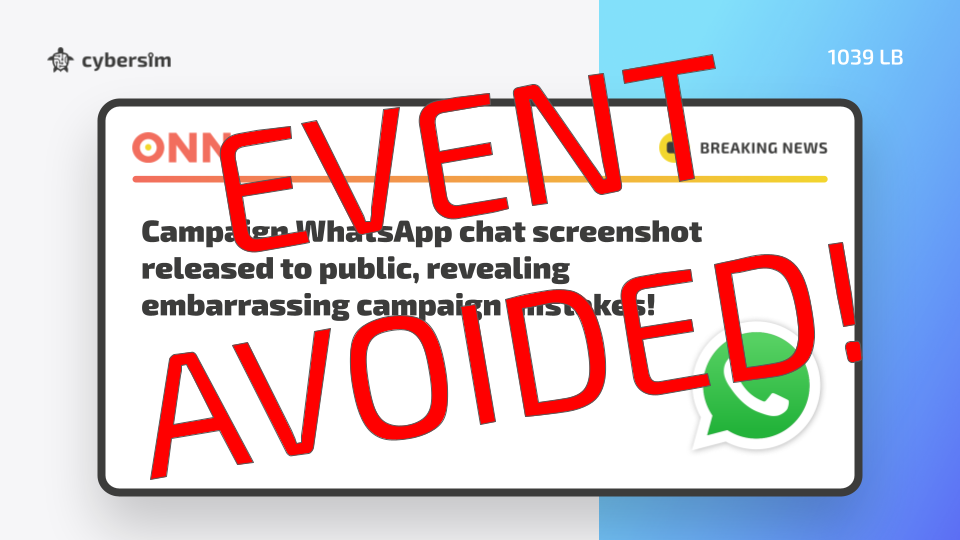 cybersim
1039 LB
ONN
BREAKING NEWS
Campaign WhatsApp chat screenshot
released to public, revealing
embarrassing campaign mistakes!
EVENT
AVOIDED!